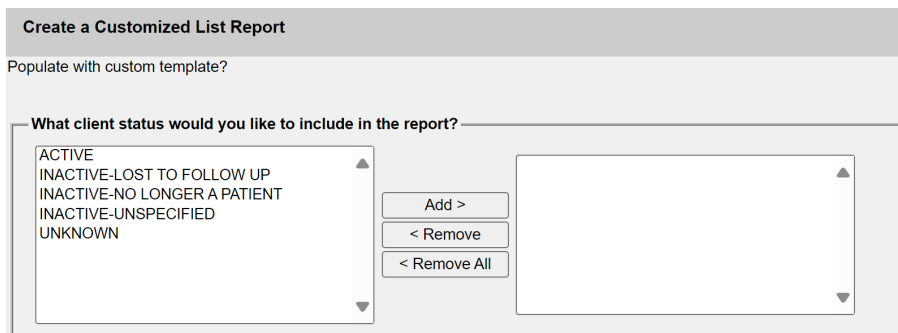 Create a Customized List Report
Populate with custom template?
What client status would you like to include in the report?
ACTIVE
INACTIVE-LOST TO FOLLOW UP
INACTIVE-NO LONGER A PATIENT
INACTIVE-UNSPECIFIED
UNKNOWN
Add >
< Remove
< Remove All